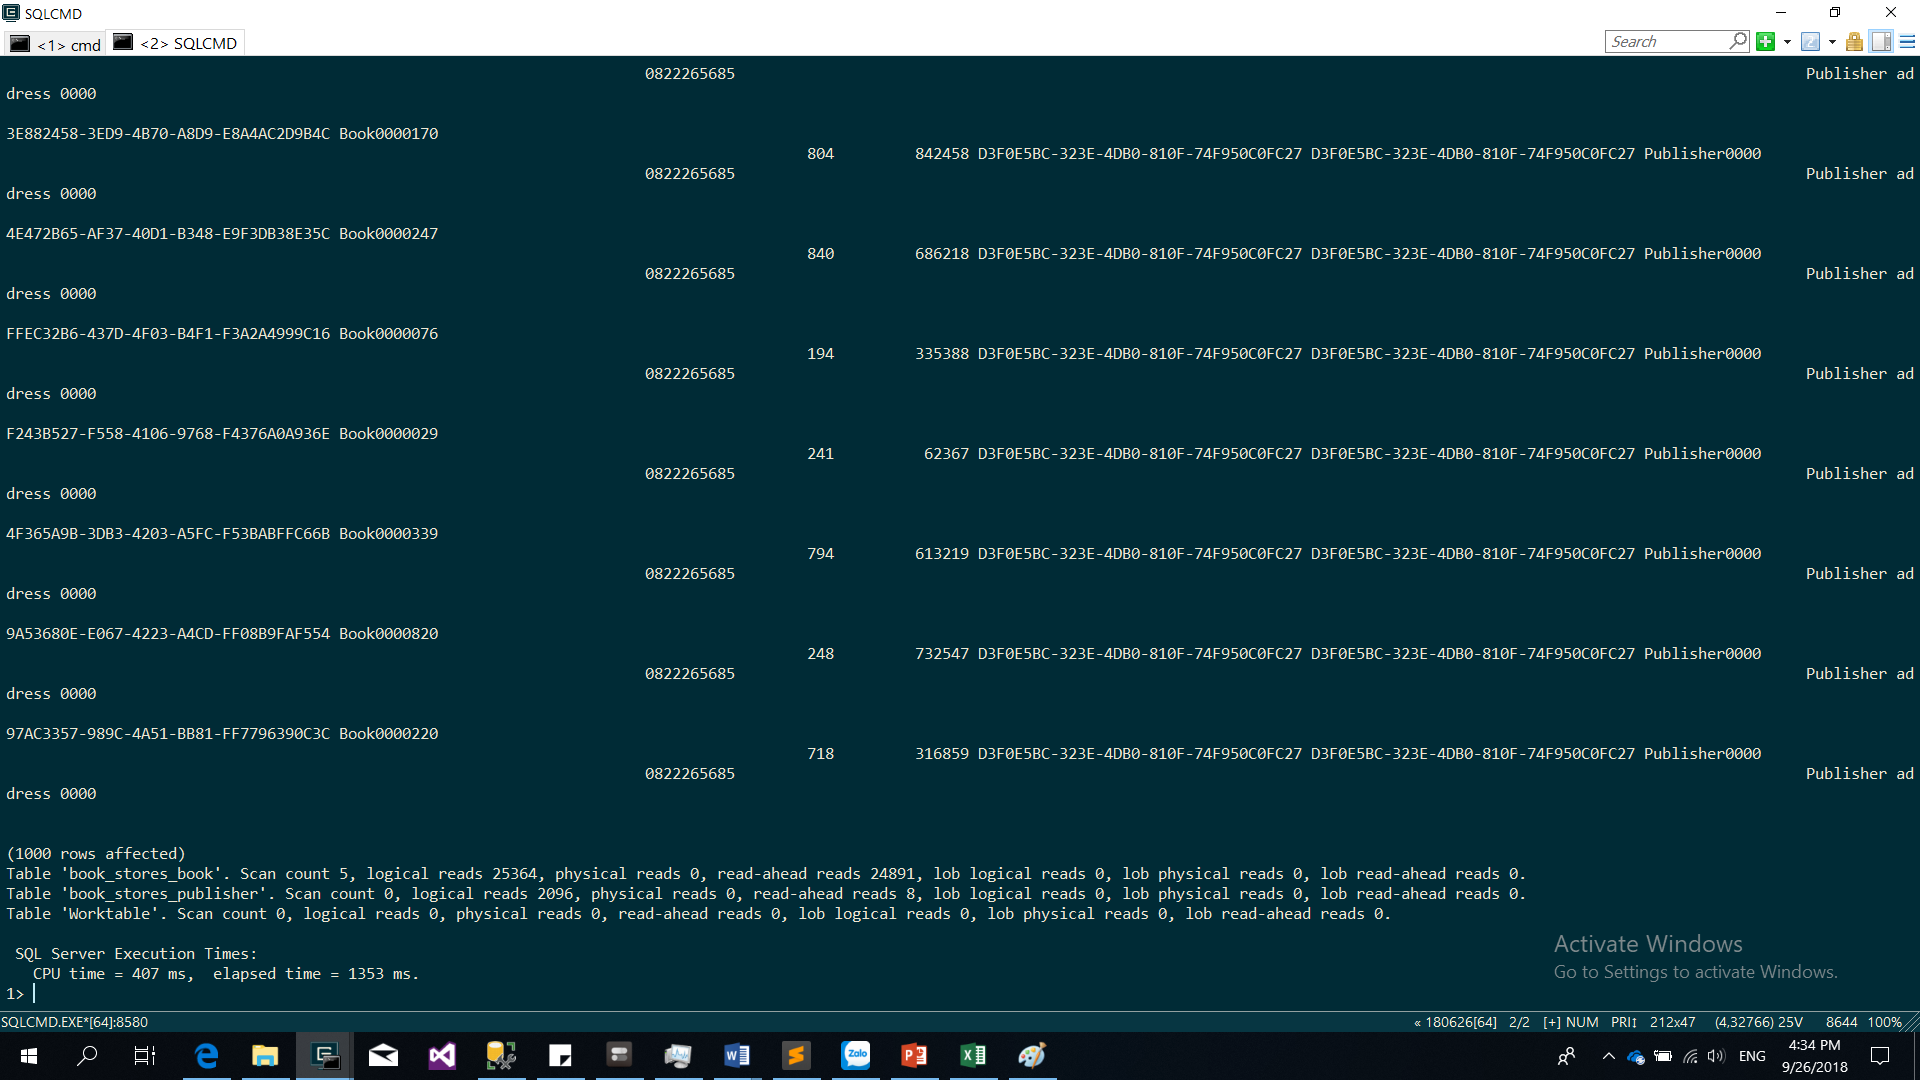 SQLCMD
<1> cmd <2> SQLCMD Search
0822265685 Publisher ad
dress 0000
3E882458-3ED9-4B70-A8D9-E8A4AC2D9B4C Book0000170
804 842458 D3F0E5BC-323E-4DB0-810F-74F950C0FC27 D3F0E5BC-323E-4DB0-810F-74F950C0FC27 Publisher0000
0822265685 Publisher ad
dress 0000
4E472B65-AF37-40D1-B348-E9F3DB38E35C Book0000247
840 686218 D3F0E5BC-323E-4DB0-810F-74F950C0FC27 D3F0E5BC-323E-4DB0-810F-74F950C0FC27 Publisher0000
0822265685 Publisher ad
dress 0000
FFEC32B6-437D-4F03-B4F1-F3A2A4999C16 Book0000076
194 335388 D3F0E5BC-323E-4DB0-810F-74F950C0FC27 D3F0E5BC-323E-4DB0-810F-74F950C0FC27 Publisher0000
0822265685 Publisher ad
dress 0000
F243B527-F558-4106-9768-F4376A0A936E Book0000029
241 62367 D3F0E5BC-323E-4DB0-810F-74F950C0FC27 D3F0E5BC-323E-4DB0-810F-74F950C0FC27 Publisher0000
0822265685 Publisher ad
dress 0000
4F365A9B-3DB3-4203-A5FC-F53BABFFC66B Book0000339
794 613219 D3F0E5BC-323E-4DB0-810F-74F950C0FC27 D3F0E5BC-323E-4DB0-810F-74F950C0FC27 Publisher0000
0822265685 Publisher ad
dress 0000
9A53680E-E067-4223-A4CD-FF08B9FAF554 Book0000820
248 732547 D3F0E5BC-323E-4DB0-810F-74F950C0FC27 D3F0E5BC-323E-4DB0-810F-74F950C0FC27 Publisher0000
0822265685 Publisher ad
dress 0000
97AC3357-989C-4A51-BB81-FF7796390C3C Book0000220
718 316859 D3F0E5BC-323E-4DB0-810F-74F950C0FC27 D3F0E5BC-323E-4DB0-810F-74F950C0FC27 Publisher0000
0822265685 Publisher ad
dress 0000
(1000 rows affected)
Table 'book_stores_book'. Scan count 5, logical reads 25364, physical reads 0, read-ahead reads 24891, lob logical reads 0, lob physical reads 0, lob read-ahead reads 0.
Table 'book_stores_publisher'. Scan count 0, logical reads 2096, physical reads 0, read-ahead reads 8, lob logical reads 0, lob physical reads 0, lob read-ahead reads 0.
Table 'Worktable'. Scan count 0, logical reads 0, physical reads 0, read-ahead reads 0, lob logical reads 0, lob physical reads 0, lob read-ahead reads 0.
SQL Server Execution Times:
CPU time = 407 ms, elapsed time = 1353 ms.
1>
Activate Windows
Go to Settings to activate Windows.
SQLCMD.EXE*[64]:8580 « 180626[64] 2/2 [+] NUM PRI↕ 212x47 (4,32766) 25V 8644 100%
Zalo
ENG
4:34 PM
9/26/2018